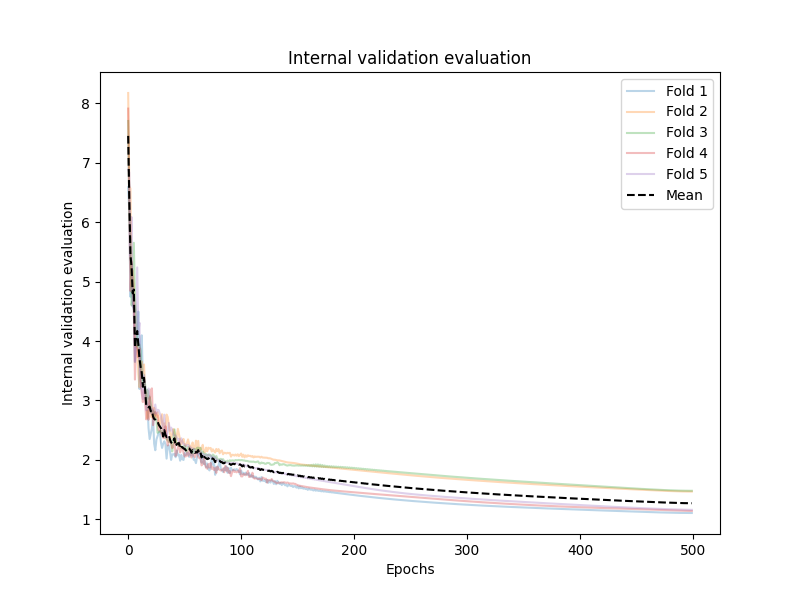 Internal validation evaluation
Internal validation evaluation
8
7
6
5
4
3
2
1
Fold 1
Fold 2
Fold 3
Fold 4
Fold 5
Mean
0
100
200
300
400
500
Epochs